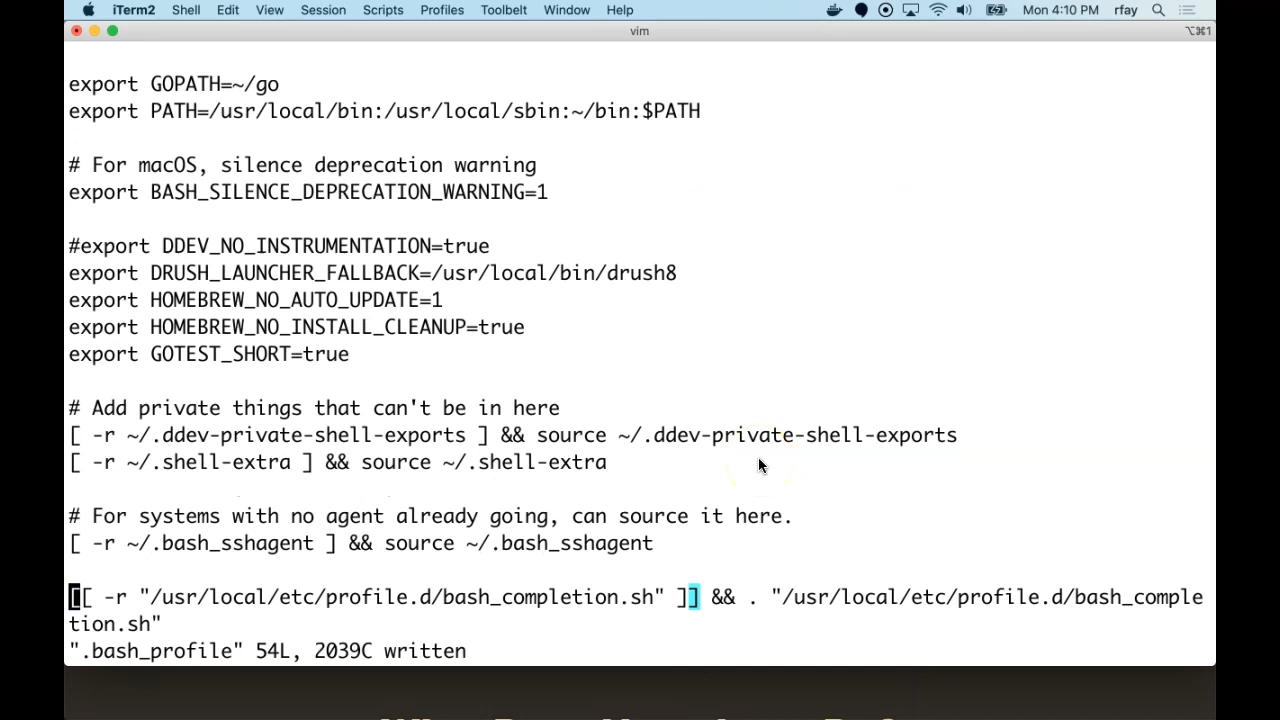 iTerm2 Shell Edit View Session Scripts Profiles Toolbelt Window Help Mon 4:10 PM rfay
vim ⌥⌘1
export GOPATH=~/go
export PATH=/usr/local/bin:/usr/local/sbin:~/bin:$PATH
# For macOS, silence deprecation warning
export BASH_SILENCE_DEPRECATION_WARNING=1
#export DDEV_NO_INSTRUMENTATION=true
export DRUSH_LAUNCHER_FALLBACK=/usr/local/bin/drush8
export HOMEBREW_NO_AUTO_UPDATE=1
export HOMEBREW_NO_INSTALL_CLEANUP=true
export GOTEST_SHORT=true
# Add private things that can't be in here
[ -r ~/.ddev-private-shell-exports ] && source ~/.ddev-private-shell-exports
[ -r ~/.shell-extra ] && source ~/.shell-extra
# For systems with no agent already going, can source it here.
[ -r ~/.bash_sshagent ] && source ~/.bash_sshagent
[[ -r "/usr/local/etc/profile.d/bash_completion.sh" ]] && . "/usr/local/etc/profile.d/bash_comple
tion.sh"
".bash_profile" 54L, 2039C written